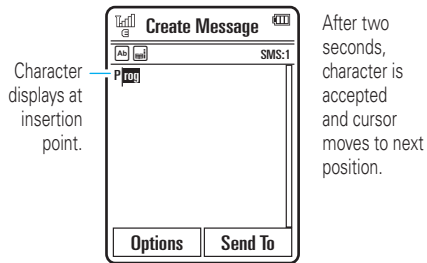 Create Message
Ab
SMS:1
Prog
Options Send To
Character
displays at
insertion
point.
After two
seconds,
character is
accepted
and cursor
moves to next
position.